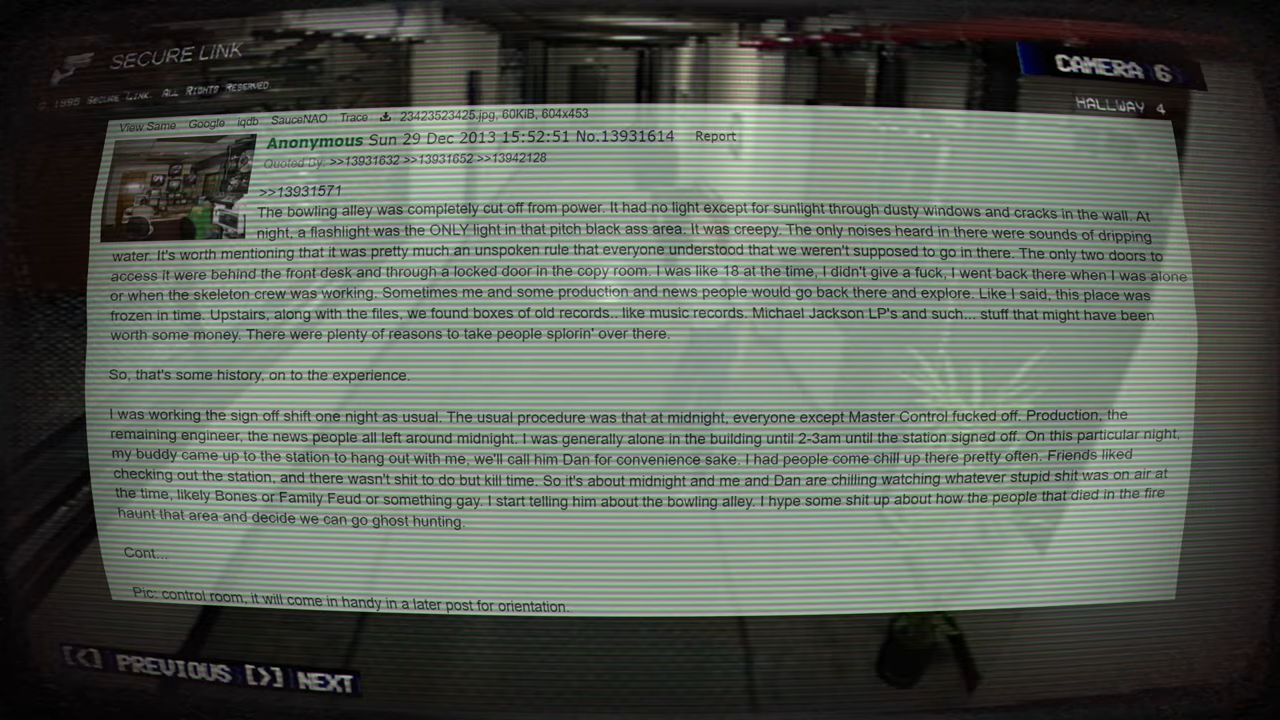 SECURE LINK
© 1995 SECURE LINK. ALL RIGHTS RESERVED
CAMERA 6
HALLWAY 4
View Same Google iqdb SauceNAO Trace 23423523425.jpg, 60KiB, 604x453
Anonymous Sun 29 Dec 2013 15:52:51 No.13931614 Report
Quoted By: >>13931632 >>13931652 >>13942128
>>13931571
The bowling alley was completely cut off from power. It had no light except for sunlight through dusty windows and cracks in the wall. At
night, a flashlight was the ONLY light in that pitch black ass area. It was creepy. The only noises heard in there were sounds of dripping
water. It's worth mentioning that it was pretty much an unspoken rule that everyone understood that we weren't supposed to go in there. The only two doors to
access it were behind the front desk and through a locked door in the copy room. I was like 18 at the time, I didn't give a fuck, I went back there when I was alone
or when the skeleton crew was working. Sometimes me and some production and news people would go back there and explore. Like I said, this place was
frozen in time. Upstairs, along with the files, we found boxes of old records.. like music records. Michael Jackson LP's and such... stuff that might have been
worth some money. There were plenty of reasons to take people splorin' over there.
So, that's some history, on to the experience.
I was working the sign off shift one night as usual. The usual procedure was that at midnight, everyone except Master Control fucked off. Production, the
remaining engineer, the news people all left around midnight. I was generally alone in the building until 2-3am until the station signed off. On this particular night,
my buddy came up to the station to hang out with me, we'll call him Dan for convenience sake. I had people come chill up there pretty often. Friends liked
checking out the station, and there wasn't shit to do but kill time. So it's about midnight and me and Dan are chilling watching whatever stupid shit was on air at
the time, likely Bones or Family Feud or something gay. I start telling him about the bowling alley. I hype some shit up about how the people that died in the fire
haunt that area and decide we can go ghost hunting.
Cont...
Pic: control room, it will come in handy in a later post for orientation.
[<] PREVIOUS [>] NEXT